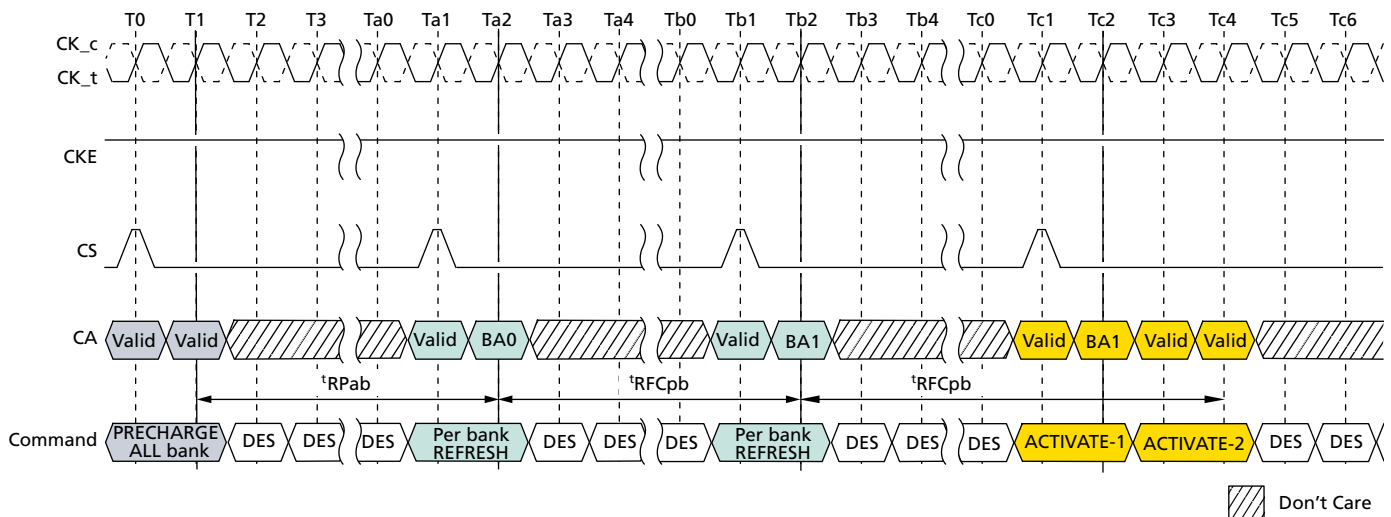 T0 T1 T2 T3 Ta0 Ta1 Ta2 Ta3 Ta4 Tb0 Tb1 Tb2 Tb3 Tb4 Tc0 Tc1 Tc2 Tc3 Tc4 Tc5 Tc6
CK_c
CK_t
CKE
CS
CA Valid Valid Valid BA0 Valid BA1 Valid BA1 Valid Valid
tRPab tRFCpb tRFCpb
Command PRECHARGE ALL bank DES DES DES Per bank REFRESH DES DES DES Per bank REFRESH DES DES DES ACTIVATE-1 ACTIVATE-2 DES DES
Don't Care